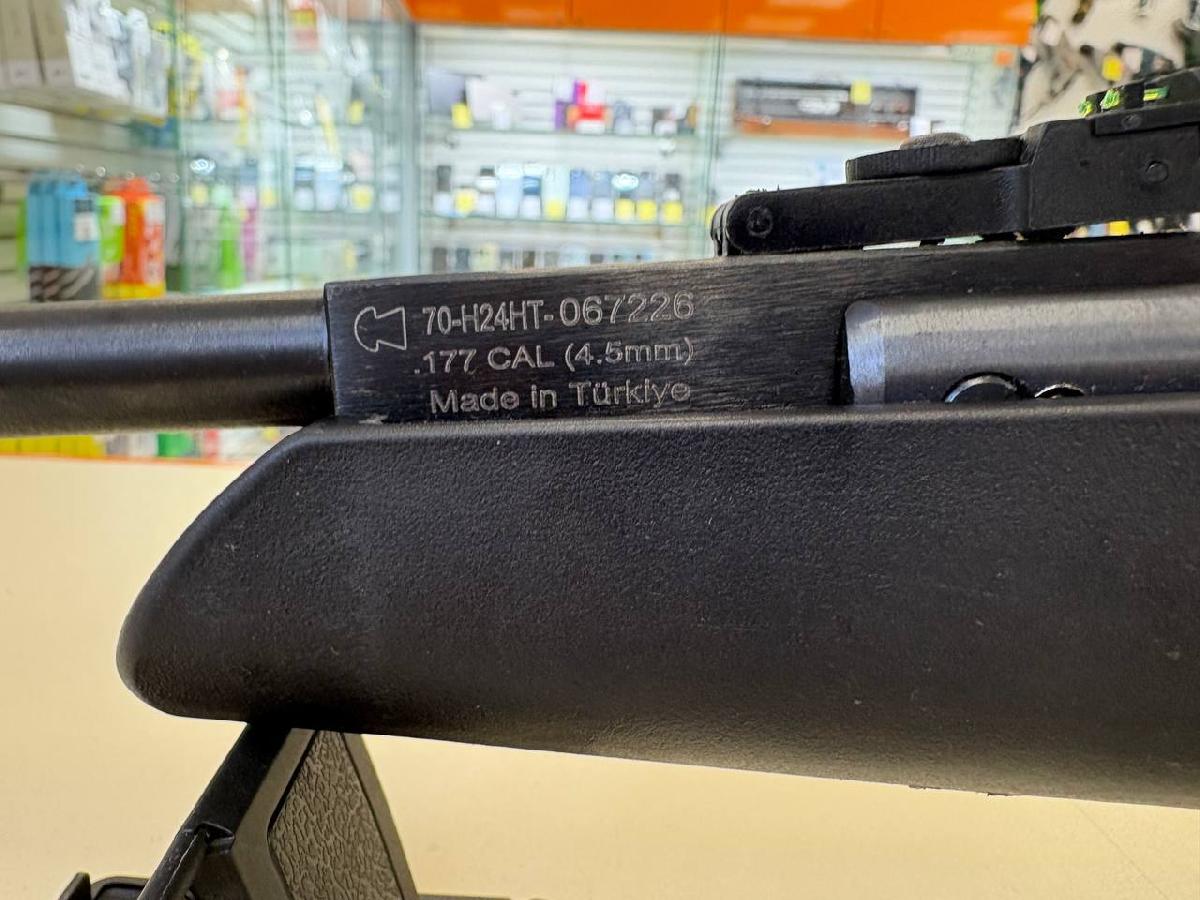 70-H24HT-067226
.177 CAL (4.5mm)
Made in Türkiye